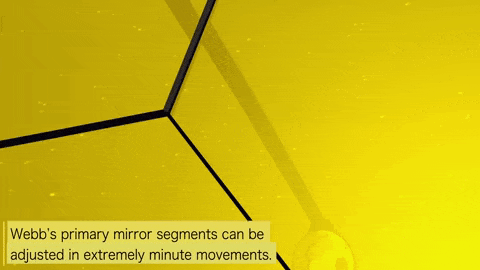 Webb's primary mirror segments can be
adjusted in extremely minute movements.